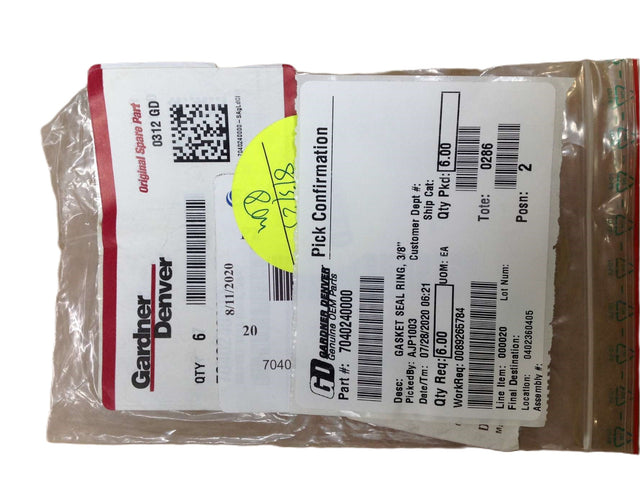 Original Spare Part
0312 GD
7040240000
Gardner
Denver
QTY 6
8/11/2020
20
7040
GD GARDNER DENVER
Genuine OEM Parts
Pick Confirmation
Part #: 7040240000
Desc: GASKET SEAL RING, 3/8"
PickedBy: AJP1003
Customer Dept #:
Date/Tm: 07/28/2020 06:21
Ship Cat:
Qty Req: 6.00
UOM: EA
Qty Pkd: 6.00
WorkReq: 0089265784
Tote: 0286
Line Item: 000020
Lot Num:
Posn: 2
Final Destination:
Location: 0402360405
Assembly #: